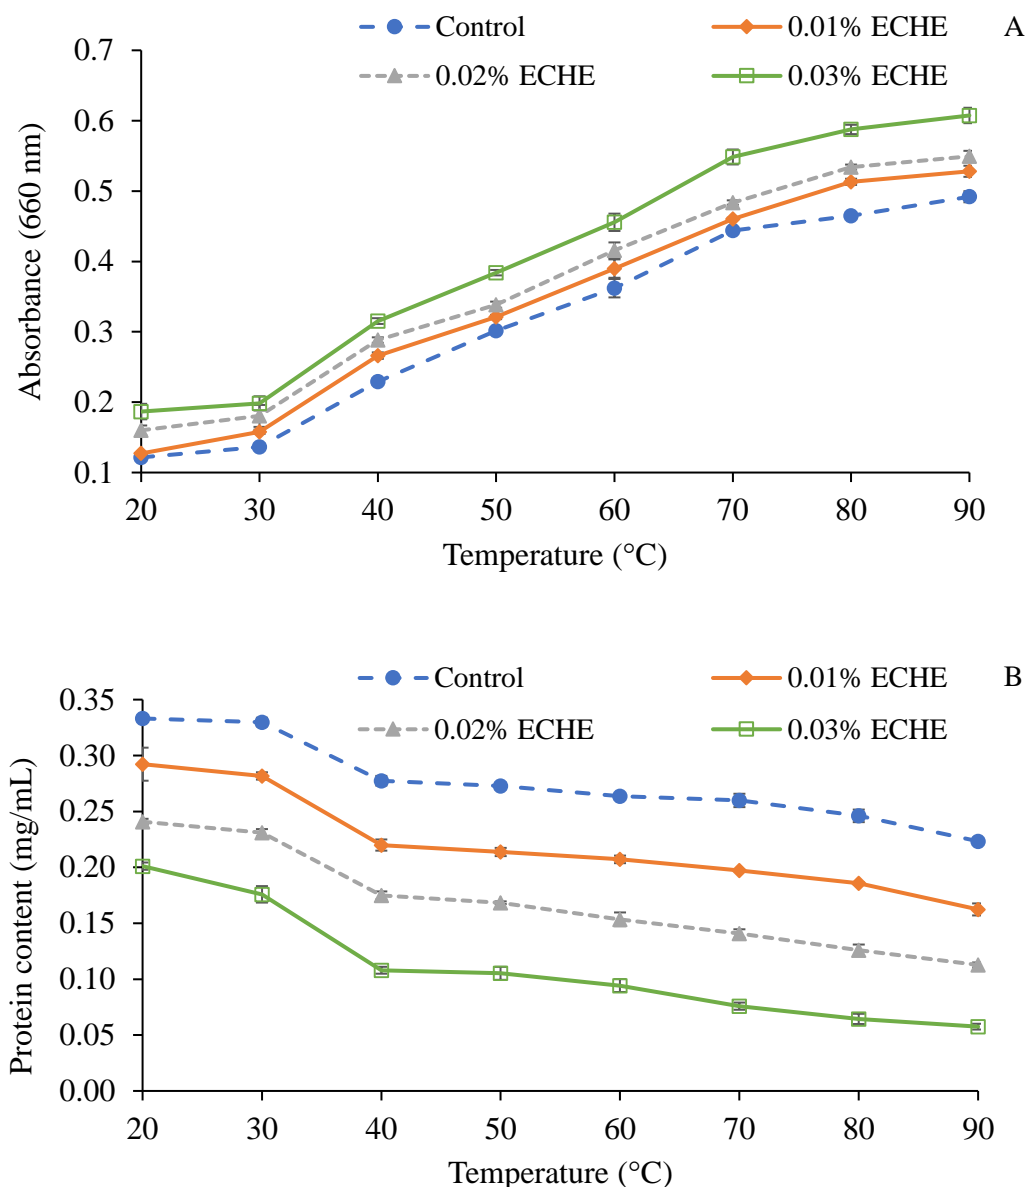 Control
0.01% ECHE
A
0.02% ECHE
0.03% ECHE
0.7
0.6
0.5
0.4
0.3
0.2
0.1
Absorbance (660 nm)
20 30 40 50 60 70 80 90
Temperature (°C)
Control
0.01% ECHE
B
0.02% ECHE
0.03% ECHE
0.35
0.30
0.25
0.20
0.15
0.10
0.05
0.00
Protein content (mg/mL)
20 30 40 50 60 70 80 90
Temperature (°C)